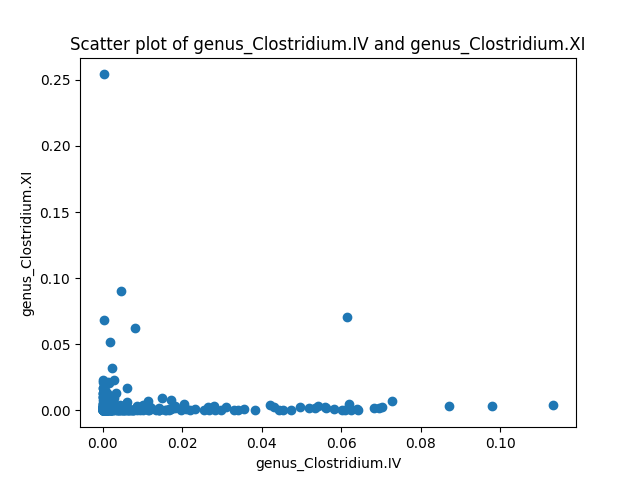 Scatter plot of genus_Clostridium.IV and genus_Clostridium.XI
0.25
0.20
0.15
0.10
0.05
0.00
genus_Clostridium.XI
0.00 0.02 0.04 0.06 0.08 0.10
genus_Clostridium.IV